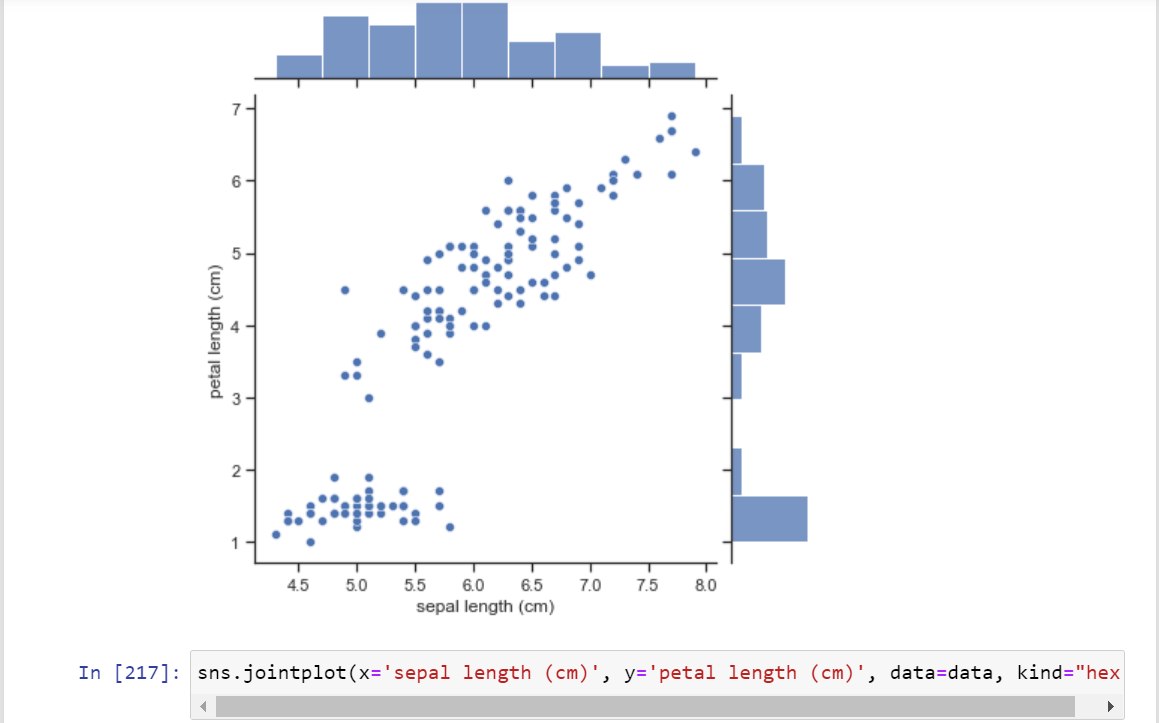 7
6
5
4
3
2
1
petal length (cm)
4.5 5.0 5.5 6.0 6.5 7.0 7.5 8.0
sepal length (cm)
In [217]: sns.jointplot(x='sepal length (cm)', y='petal length (cm)', data=data, kind="hex